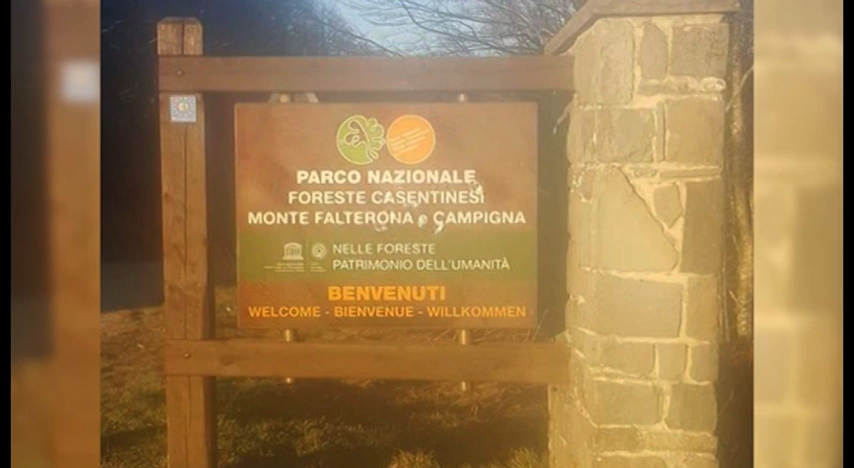 PARCO NAZIONALE
FORESTE CASENTINESI
MONTE FALTERONA e CAMPIGNA
NELLE FORESTE
PATRIMONIO DELL'UMANITÀ
BENVENUTI
WELCOME - BIENVENUE - WILLKOMMEN